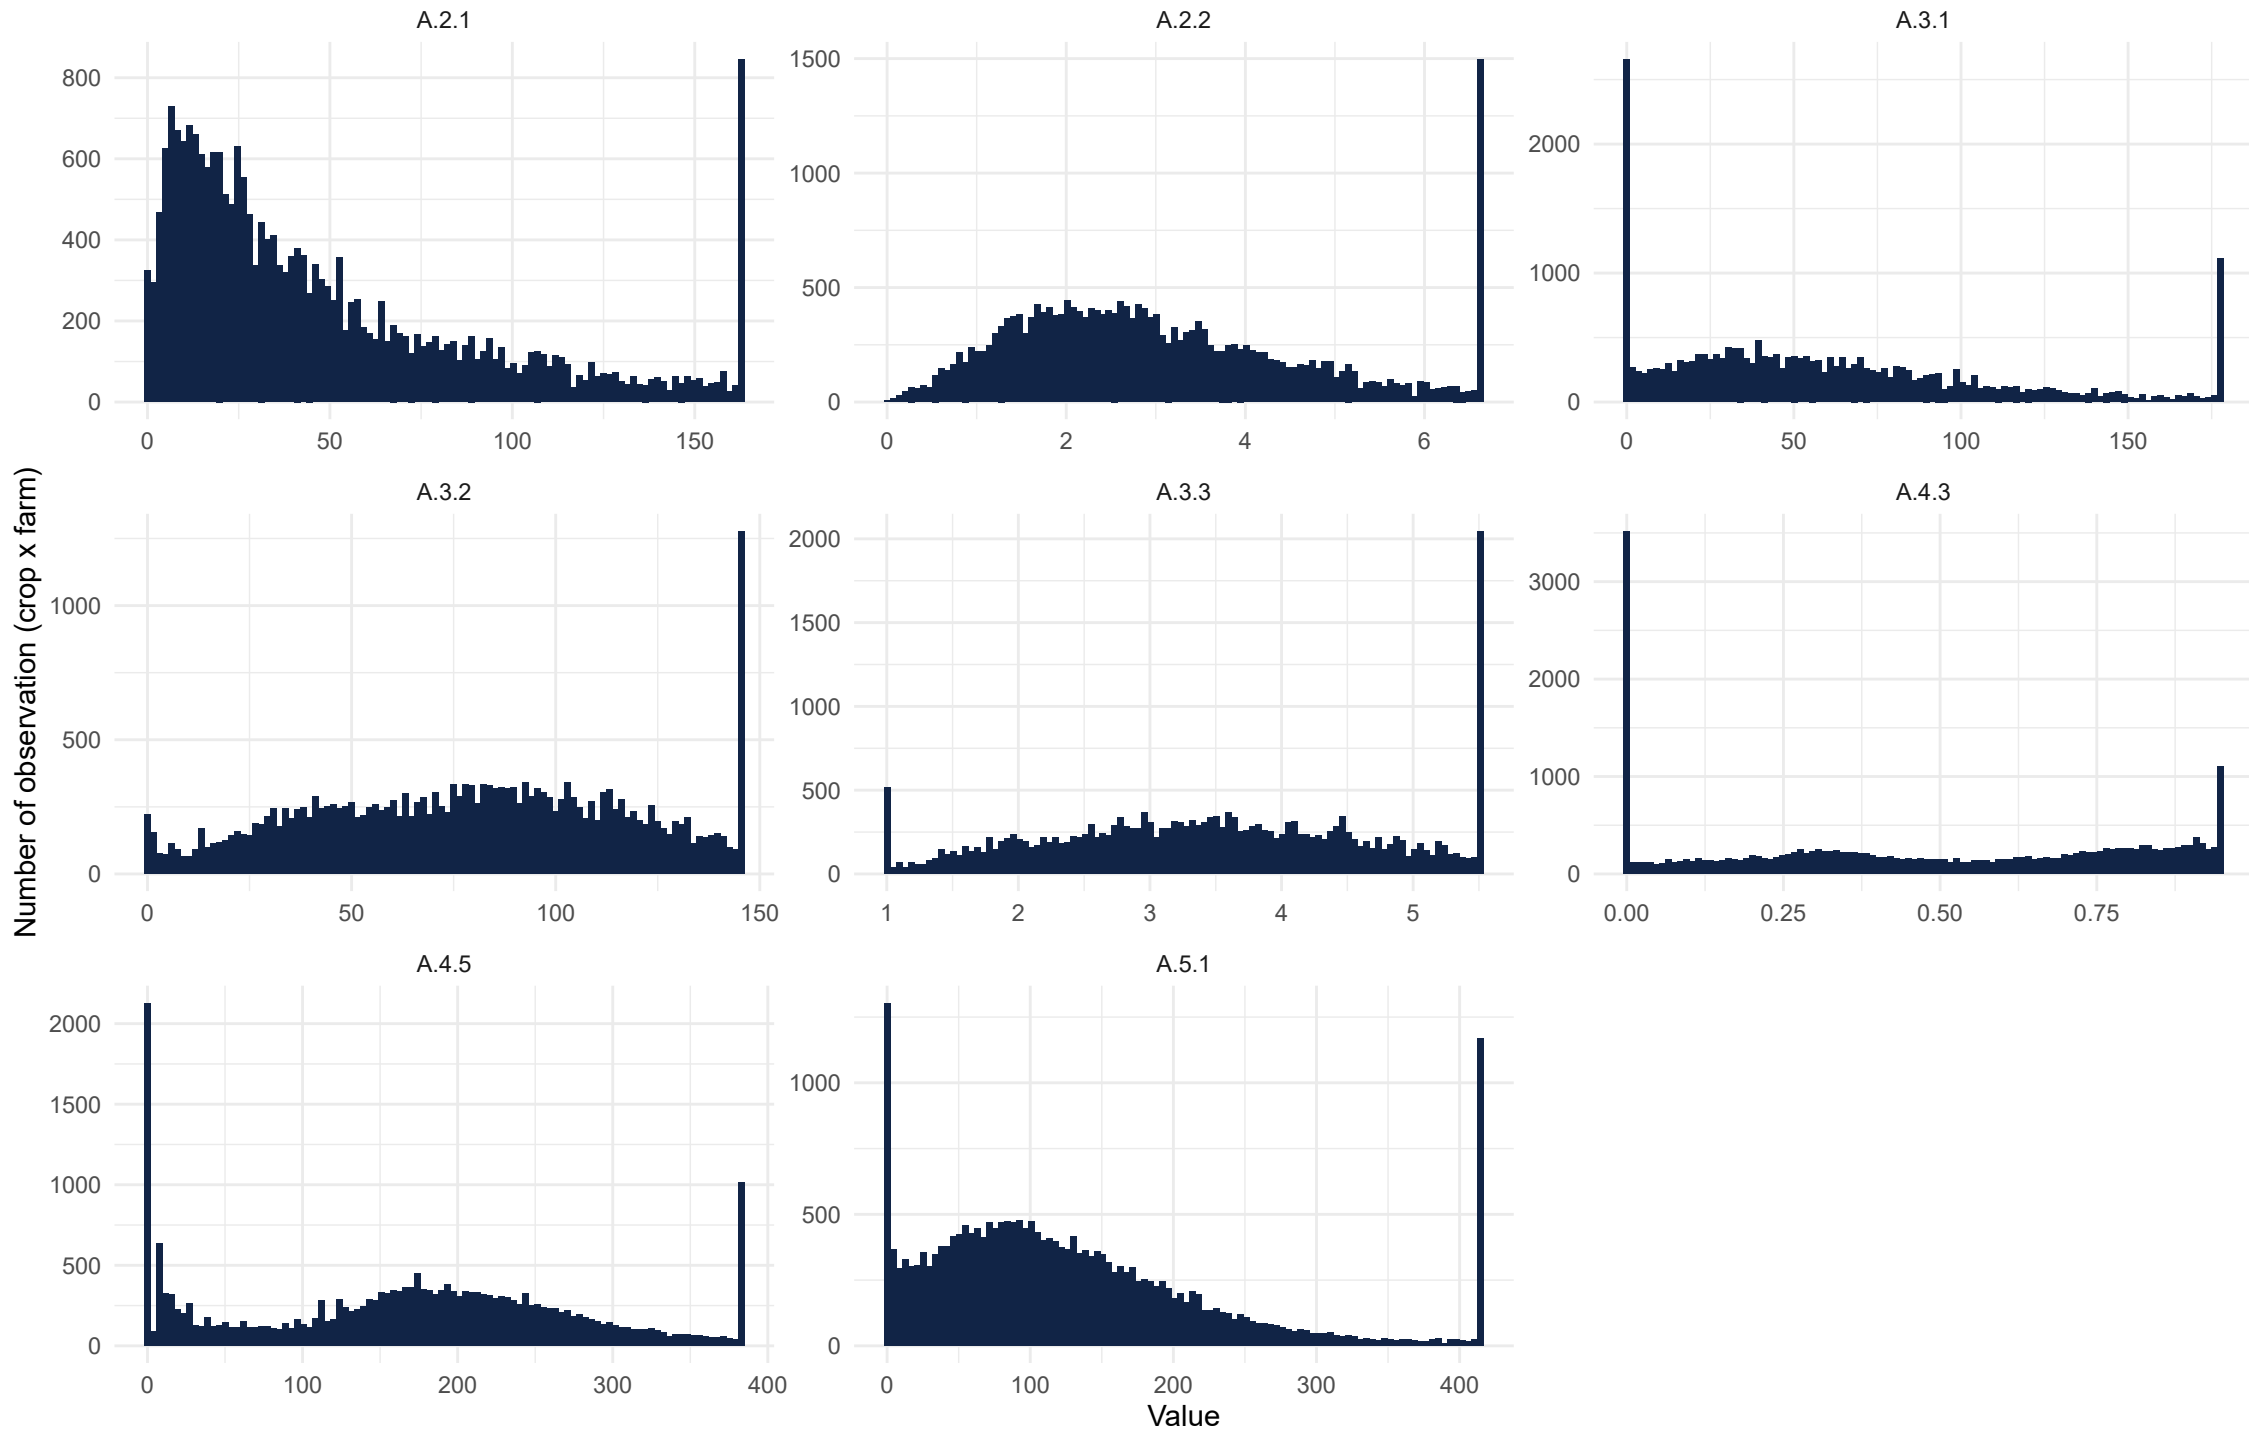 A.2.1 A.2.2 A.3.1
800 600 400 200 0
1500 1000 500 0
2000 1000 0
0 50 100 150
0 2 4 6
0 50 100 150
A.3.2 A.3.3 A.4.3
1000 500 0
2000 1500 1000 500 0
3000 2000 1000 0
0 50 100 150
1 2 3 4 5
0.00 0.25 0.50 0.75
A.4.5 A.5.1
2000 1500 1000 500 0
1000 500 0
0 100 200 300 400
0 100 200 300 400
Number of observation (crop x farm)
Value